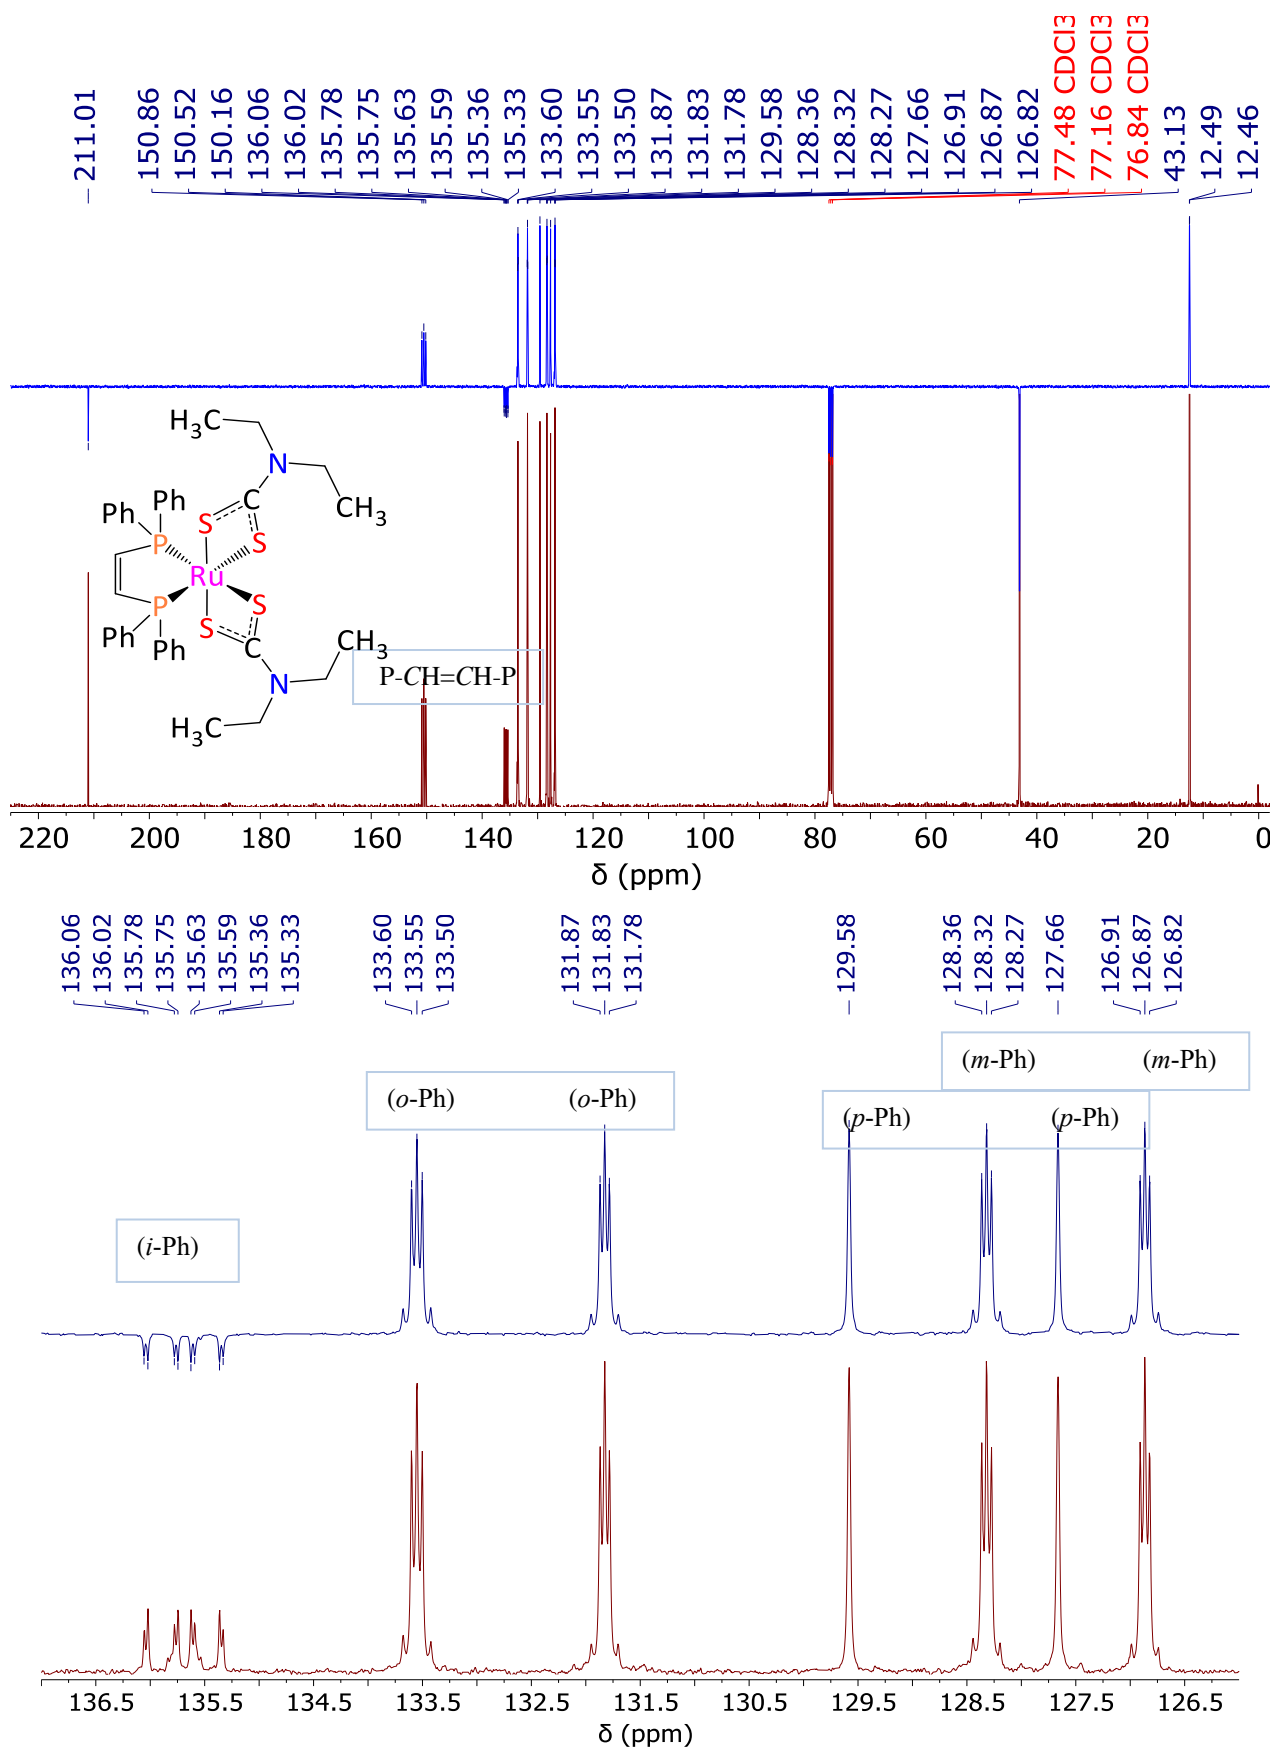 211.01 150.86 150.52 150.16 136.06 136.02 135.78 135.75 135.63 135.59 135.36 135.33 133.60 133.55 133.50 131.87 131.83 131.78 129.58 128.36 128.32 128.27 127.66 126.91 126.87 126.82 77.48 CDCl3 77.16 CDCl3 76.84 CDCl3 43.13 12.49 12.46
H3C
N
Ph Ph S C CH3
P S
Ru
P S
Ph Ph S C CH3
P-CH=CH-P
N
H3C
220 200 180 160 140 120 100 80 60 40 20 0
δ (ppm)
136.06 136.02 135.78 135.75 135.63 135.59 135.36 135.33 133.60 133.55 133.50 131.87 131.83 131.78 129.58 128.36 128.32 128.27 127.66 126.91 126.87 126.82
(m-Ph) (m-Ph)
(o-Ph) (o-Ph)
(p-Ph) (p-Ph)
(i-Ph)
136.5 135.5 134.5 133.5 132.5 131.5 130.5 129.5 128.5 127.5 126.5
δ (ppm)